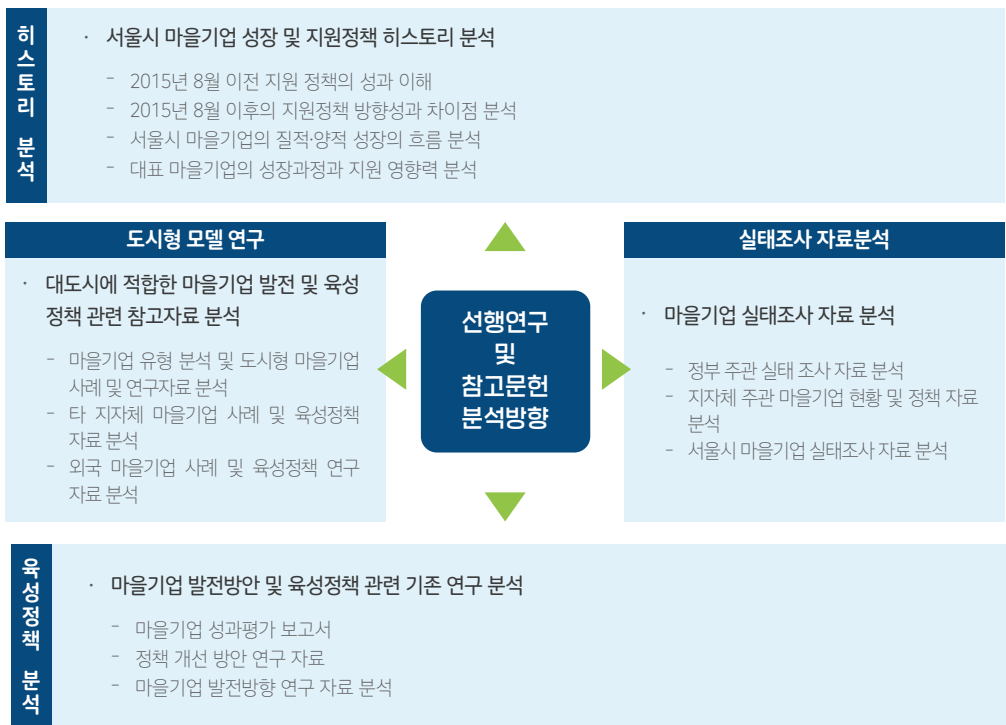 히스토리 분석
· 서울시 마을기업 성장 및 지원정책 히스토리 분석
- 2015년 8월 이전 지원 정책의 성과 이해
- 2015년 8월 이후의 지원정책 방향성과 차이점 분석
- 서울시 마을기업의 질적·양적 성장의 흐름 분석
- 대표 마을기업의 성장과정과 지원 영향력 분석
도시형 모델 연구
· 대도시에 적합한 마을기업 발전 및 육성
정책 관련 참고자료 분석
- 마을기업 유형 분석 및 도시형 마을기업
사례 및 연구자료 분석
- 타 지자체 마을기업 사례 및 육성정책
자료 분석
- 외국 마을기업 사례 및 육성정책 연구
자료 분석
선행연구
및
참고문헌
분석방향
실태조사 자료분석
· 마을기업 실태조사 자료 분석
- 정부 주관 실태 조사 자료 분석
- 지자체 주관 마을기업 현황 및 정책 자료
분석
- 서울시 마을기업 실태조사 자료 분석
육성정책 분석
· 마을기업 발전방안 및 육성정책 관련 기존 연구 분석
- 마을기업 성과평가 보고서
- 정책 개선 방안 연구 자료
- 마을기업 발전방향 연구 자료 분석